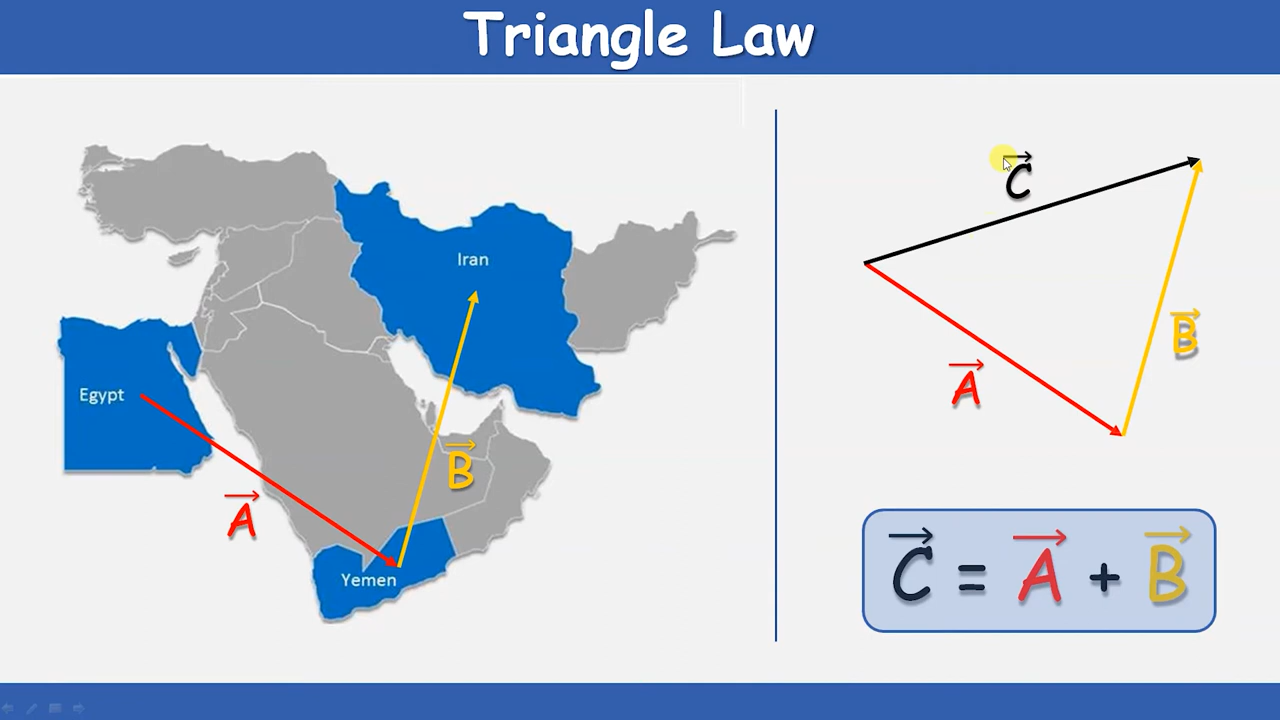 Triangle Law
Iran
Egypt
A
B
Yemen
C
A
B
C = A + B